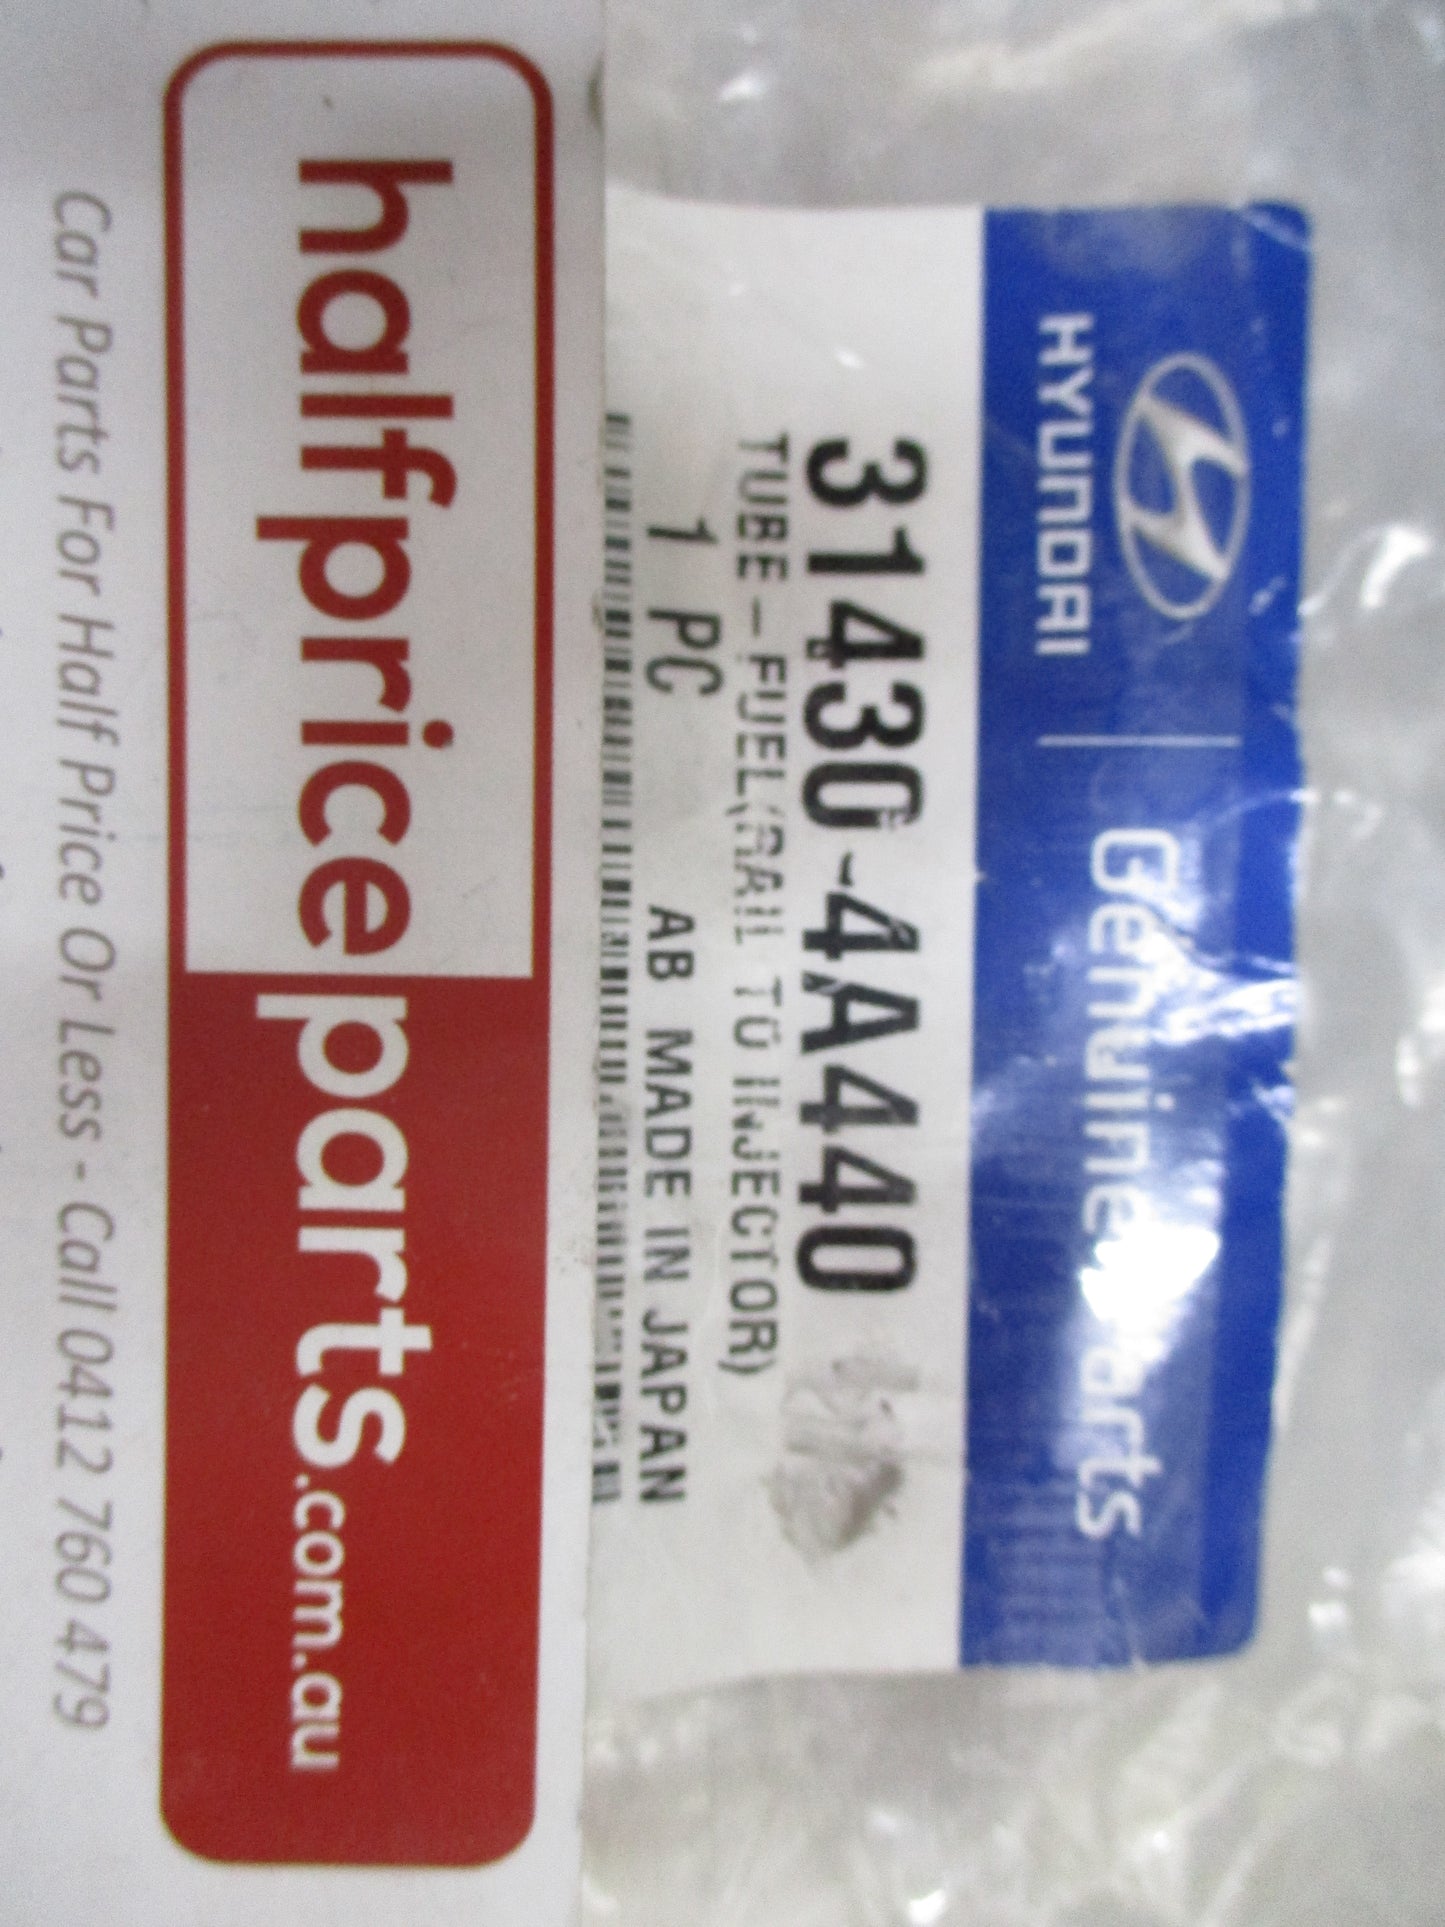 HYUNDAI | Genuine Parts
31430-4A440
TUBE-FUEL(RAIL TO INJECTOR)
1 PC AB MADE IN JAPAN
halfpriceparts.com.au
Car Parts For Half Price Or Less - Call 0412 760 479